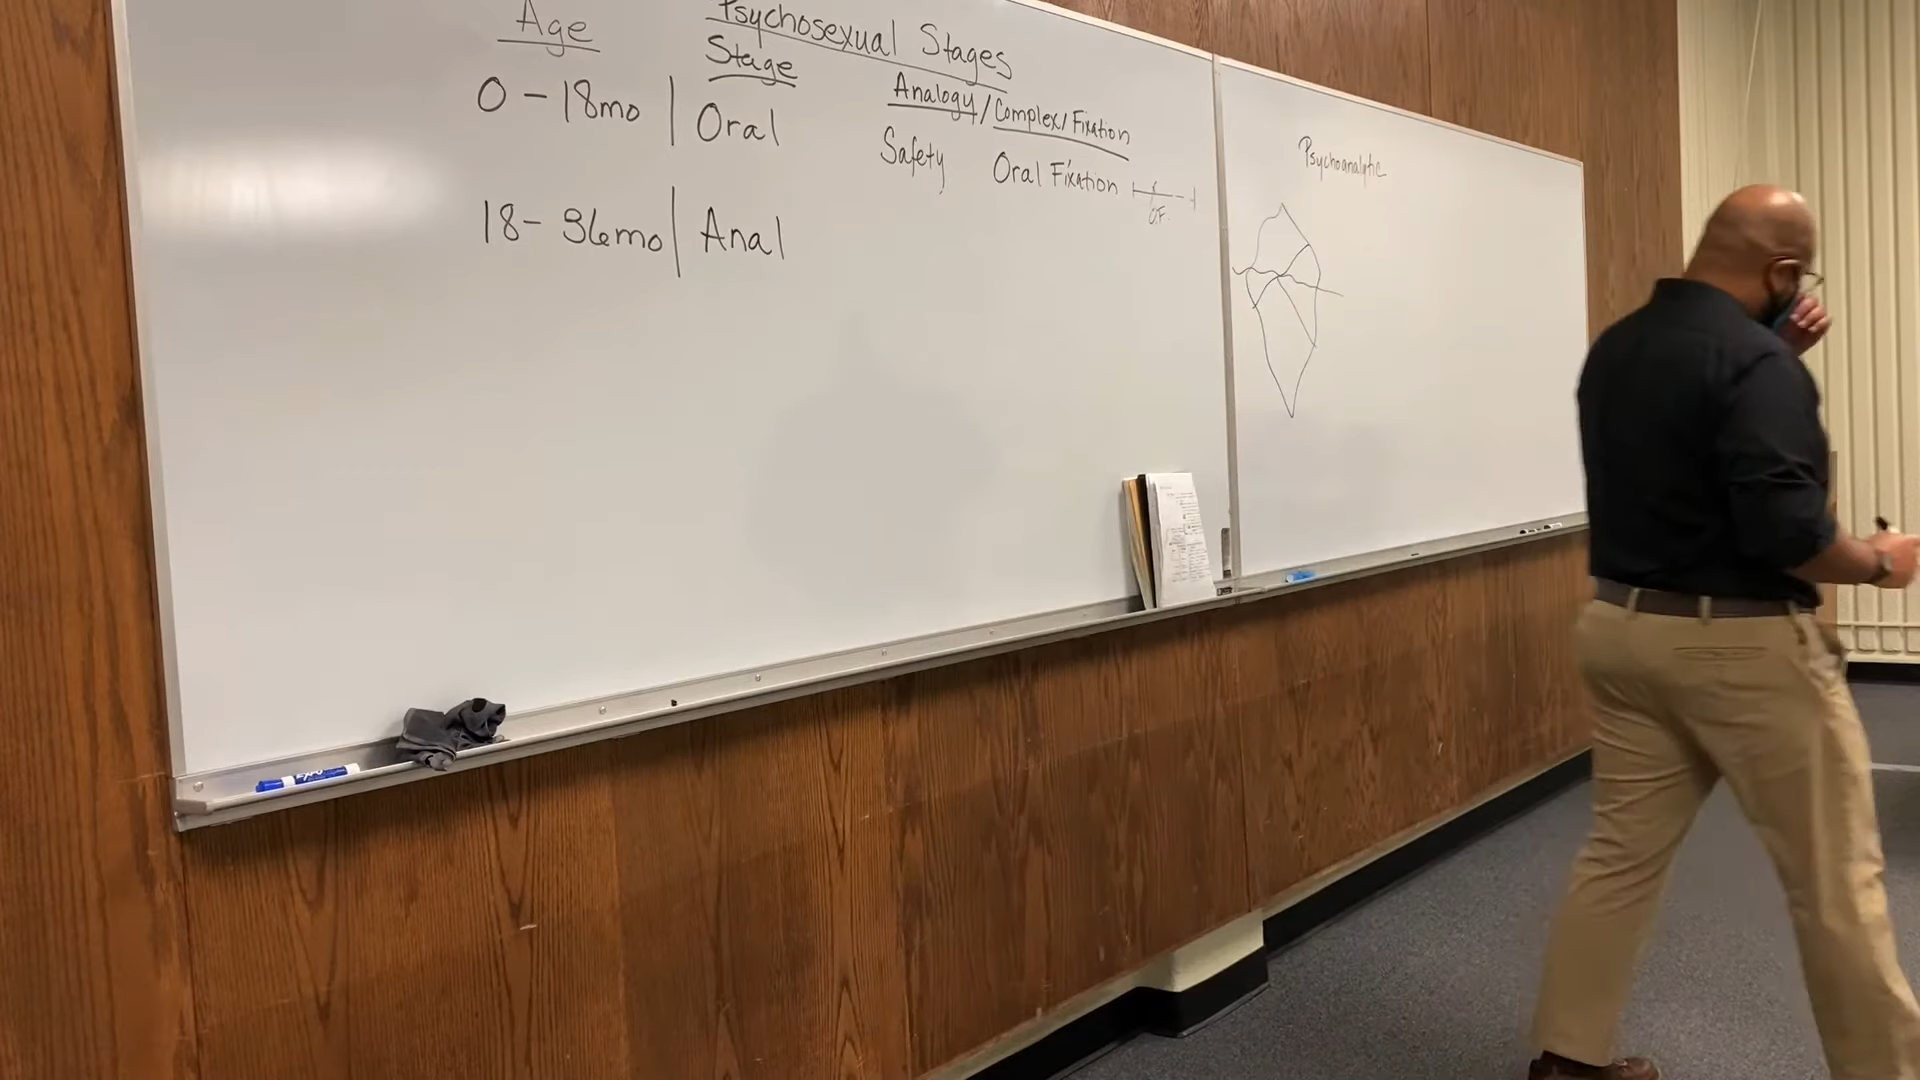 Psychosexual Stages
Age
Stage
Analogy/Complex/Fixation
0-18mo | Oral
Safety Oral Fixation
O.F.
18-36mo | Anal
Psychoanalytic
EXPO